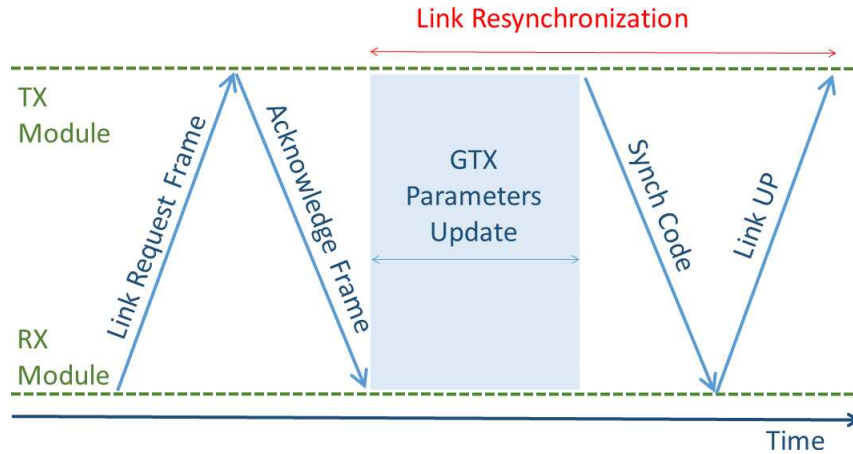 Link Resynchronization
TX
Module
Link Request Frame
Acknowledge Frame
GTX
Parameters
Update
Synch Code
Link UP
RX
Module
Time